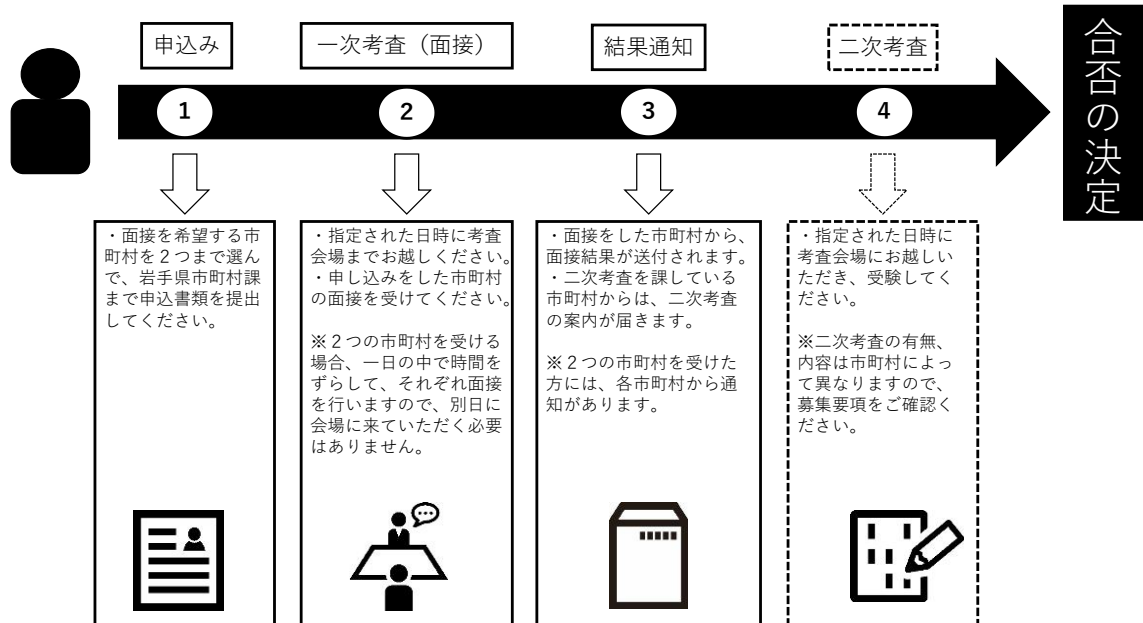 申込み
一次考査（面接）
結果通知
二次考査
合否の決定
1
2
3
4
・面接を希望する市
町村を２つまで選ん
で、岩手県市町村課
まで申込書類を提出
してください。
・指定された日時に考査
会場までお越しください。
・申し込みをした市町村
の面接を受けてください。
※２つの市町村を受ける
場合、一日の中で時間を
ずらして、それぞれ面接
を行いますので、別日に
会場に来ていただく必要
はありません。
・面接をした市町村から、
面接結果が送付されます。
・二次考査を課している
市町村からは、二次考査
の案内が届きます。
※２つの市町村を受けた
方には、各市町村から通
知があります。
・指定された日時に
考査会場にお越しい
ただき、受験してく
ださい。
※二次考査の有無、
内容は市町村によっ
て異なりますので、
募集要項をご確認く
ださい。